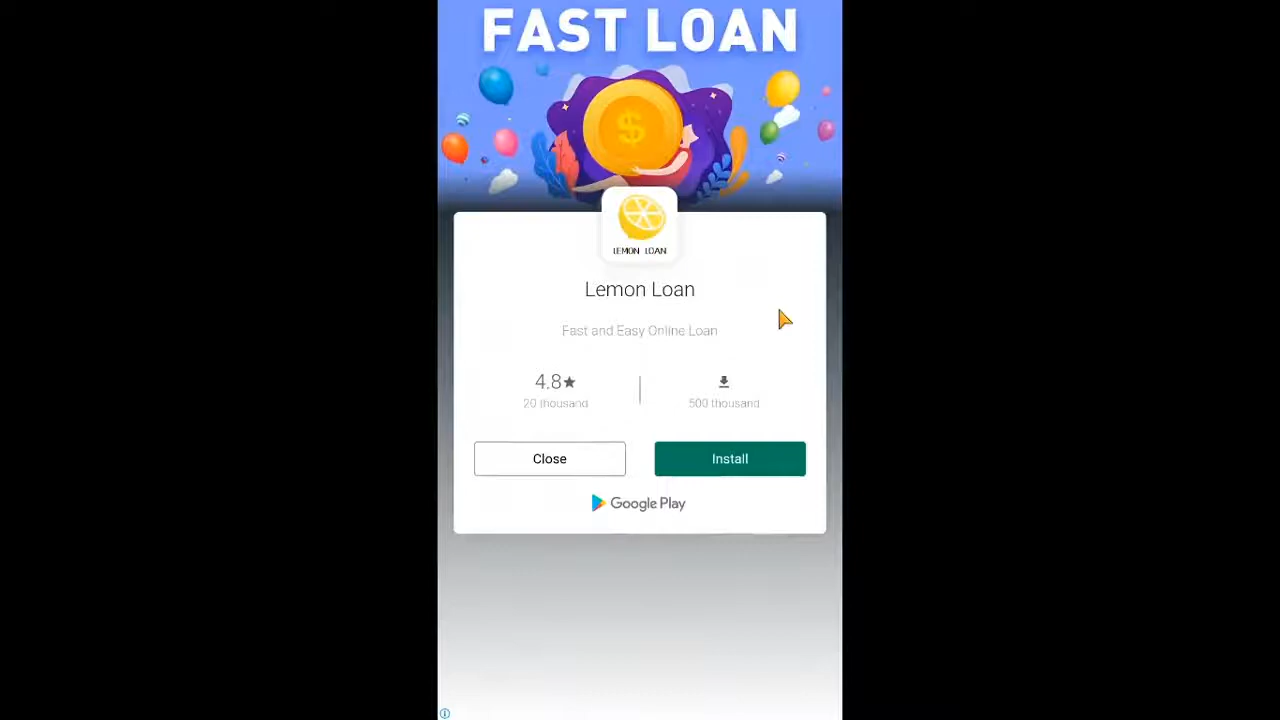 FAST LOAN
$
LEMON LOAN
Lemon Loan
Fast and Easy Online Loan
4.8★
20 thousand
500 thousand
Close
Install
Google Play